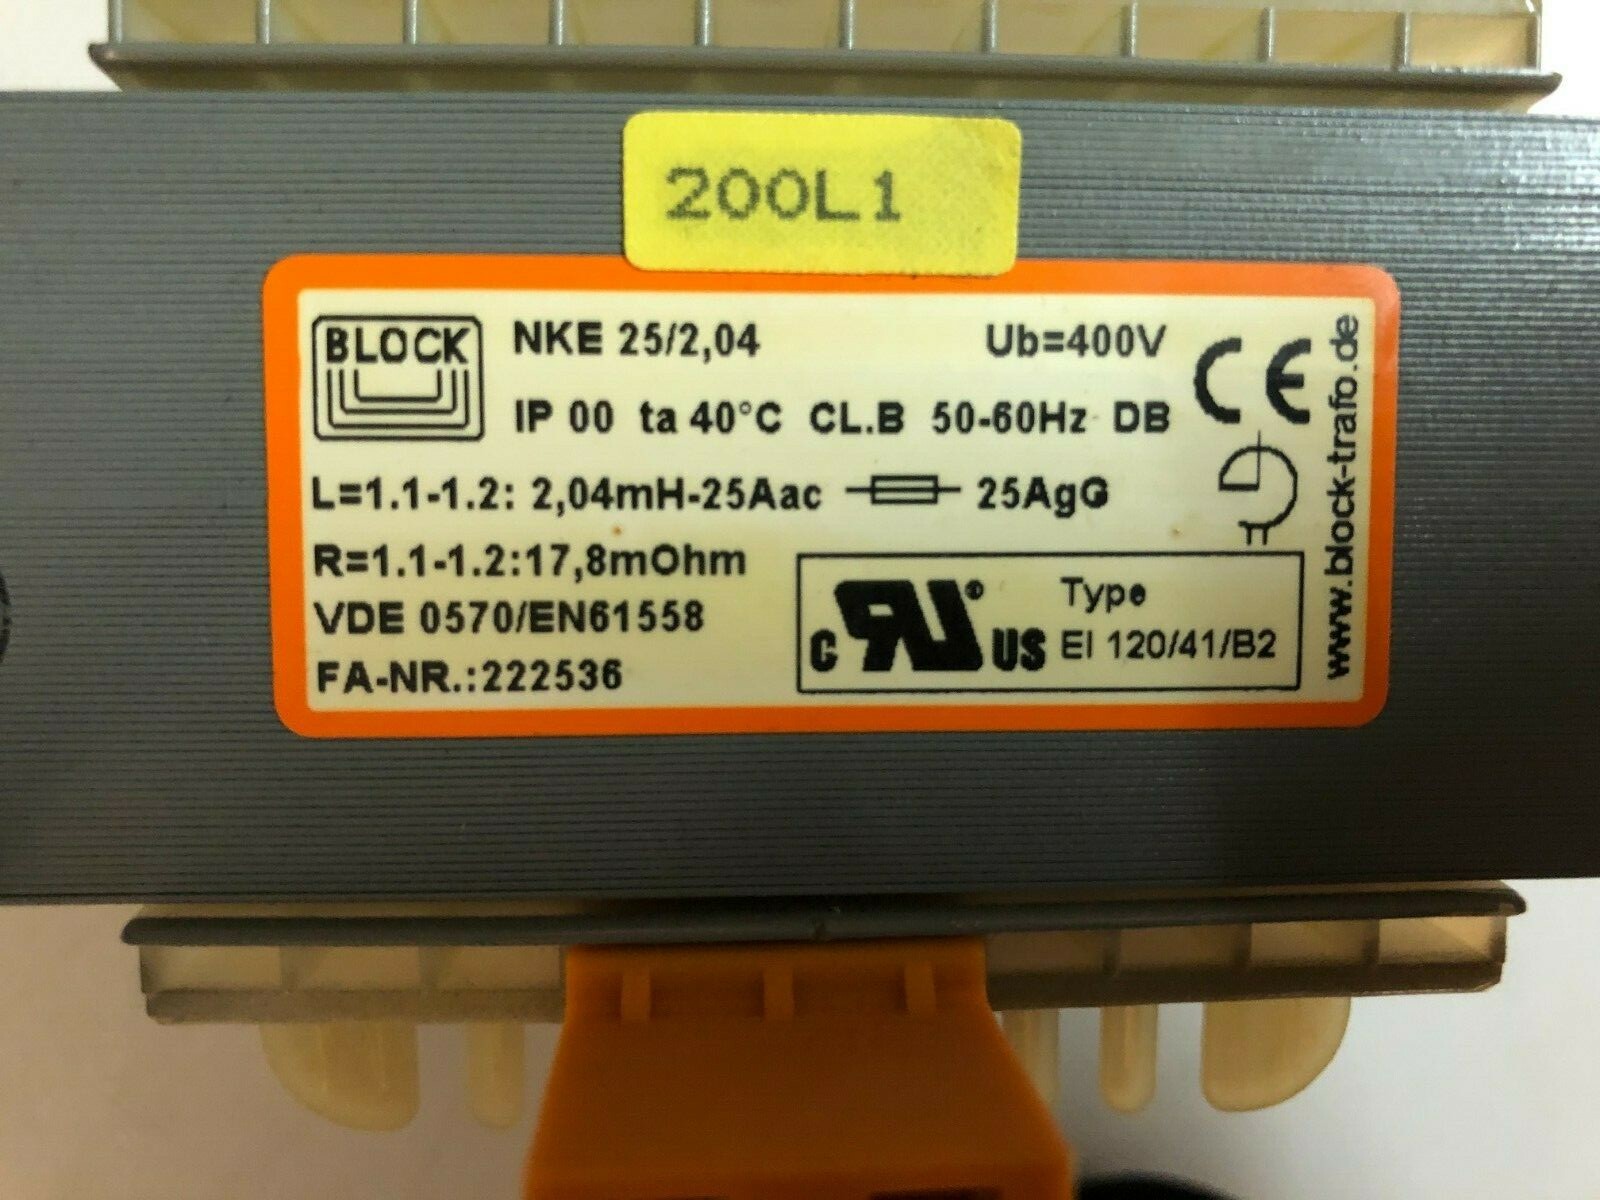 200L1
BLOCK
NKE 25/2,04 Ub=400V
IP 00 ta 40°C CL.B 50-60Hz DB
L=1.1-1.2: 2,04mH-25Aac 25AgG
R=1.1-1.2:17,8mOhm
VDE 0570/EN61558
FA-NR.:222536
CE
C RU® US
Type
EI 120/41/B2
www.block-trafo.de